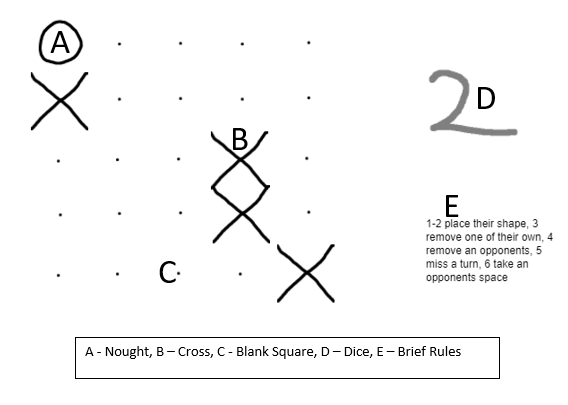 A
2 D
B
E
1-2 place their shape, 3
remove one of their own, 4
remove an opponents, 5
miss a turn, 6 take an
opponents space
C
A - Nought, B – Cross, C - Blank Square, D – Dice, E – Brief Rules